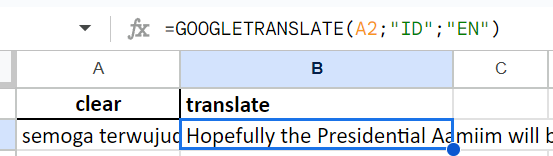 fx =GOOGLETRANSLATE(A2;"ID";"EN")
A B C
clear translate
semoga terwujud Hopefully the Presidential Aamiim will b